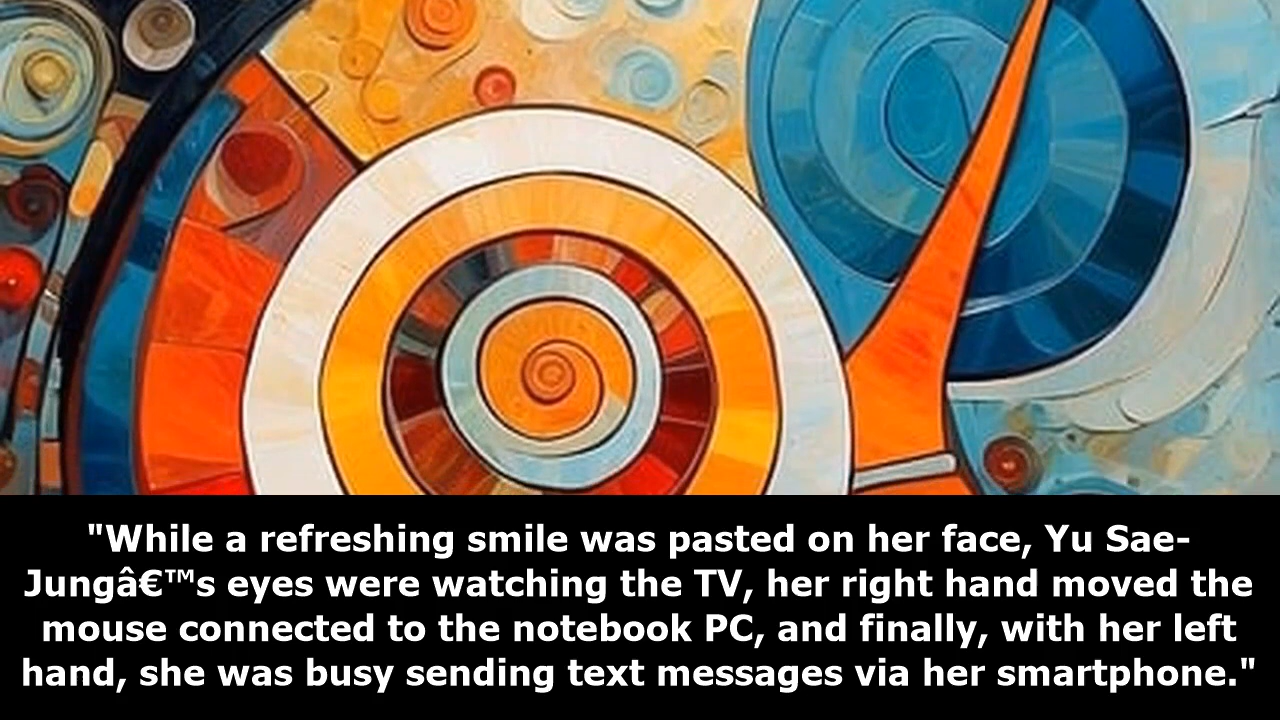 "While a refreshing smile was pasted on her face, Yu Sae-
Jungâ€™s eyes were watching the TV, her right hand moved the
mouse connected to the notebook PC, and finally, with her left
hand, she was busy sending text messages via her smartphone."